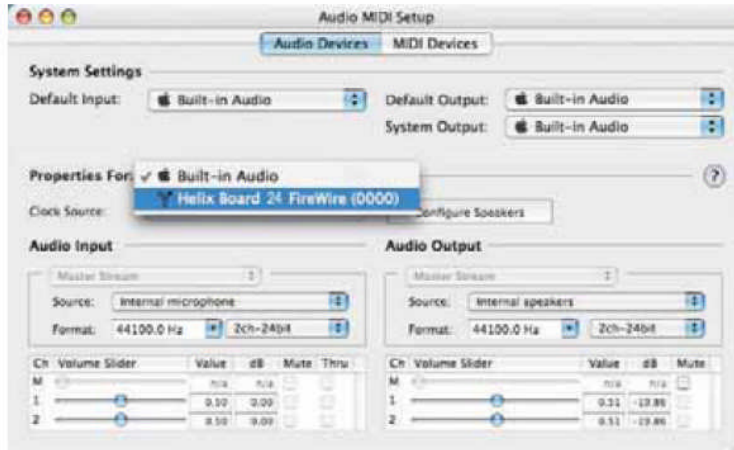 Audio MIDI Setup
Audio Devices MIDI Devices
System Settings
Default Input: Built-in Audio
Default Output: Built-in Audio
System Output: Built-in Audio
Properties For: ✓ Built-in Audio ?
Helix Board 24 FireWire (0000)
Clock Source: Configure Speakers
Audio Input
Master Stream
Source: Internal microphone
Format: 44100.0 Hz 2ch-24bit
Ch Volume Slider Value dB Mute Thru
M n/a n/a
1 0.50 0.00
2 0.50 0.00
Audio Output
Master Stream
Source: Internal speakers
Format: 44100.0 Hz 2ch-24bit
Ch Volume Slider Value dB Mute
M n/a n/a
1 0.51 -19.86
2 0.51 -19.86